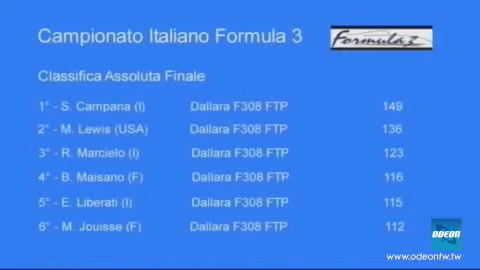 Campionato Italiano Formula 3
Formula 3
Classifica Assoluta Finale
1° - S. Campana (I) Dallara F308 FTP 149
2° - M. Lewis (USA) Dallara F308 FTP 136
3° - R. Marcielo (I) Dallara F308 FTP 123
4° - B. Maisano (F) Dallara F308 FTP 116
5° - E. Liberati (I) Dallara F308 FTP 115
6° - M. Jouisse (F) Dallara F308 FTP 112
ODEON
www.odeontw.tw